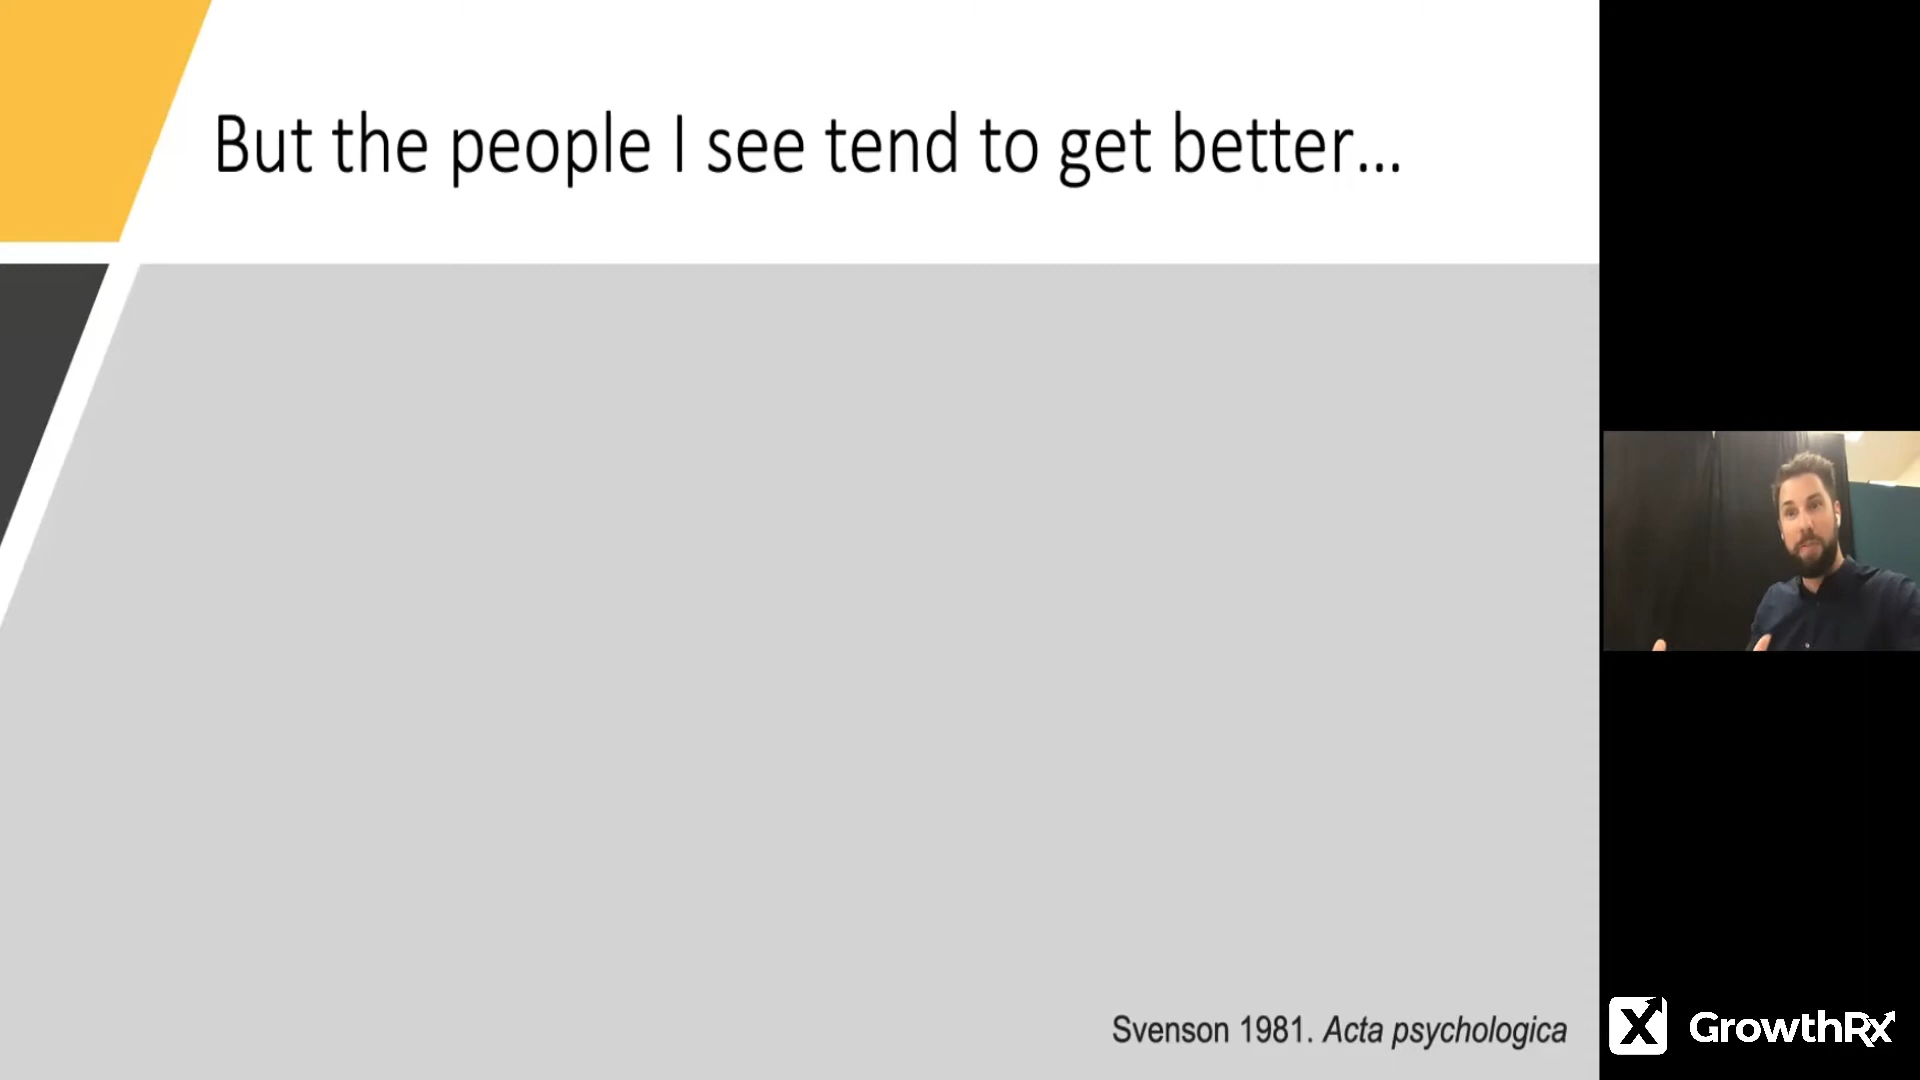 But the people I see tend to get better...
Svenson 1981. Acta psychologica
X GrowthRx